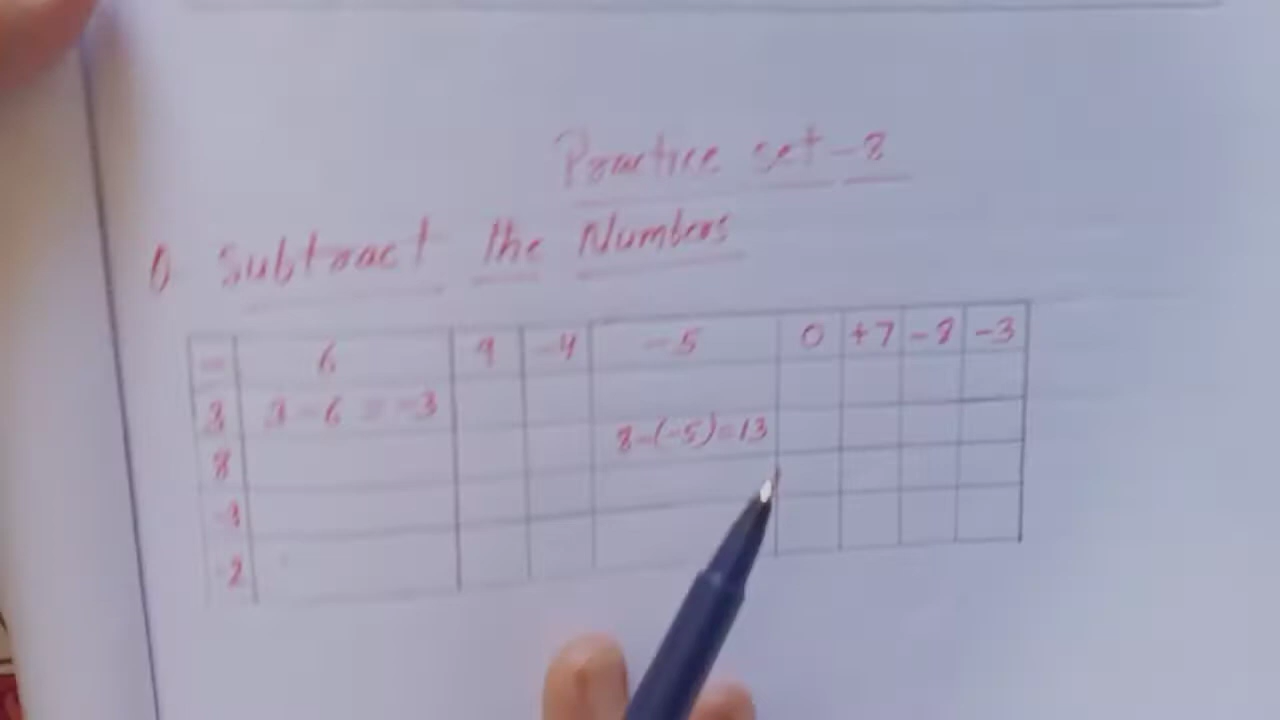 Practice set-8
1) Subtract the Numbers
- 6 9 -4 -5 0 +7 -8 -3
3 3-6=-3
8 8-(-5)=13
-3
-2